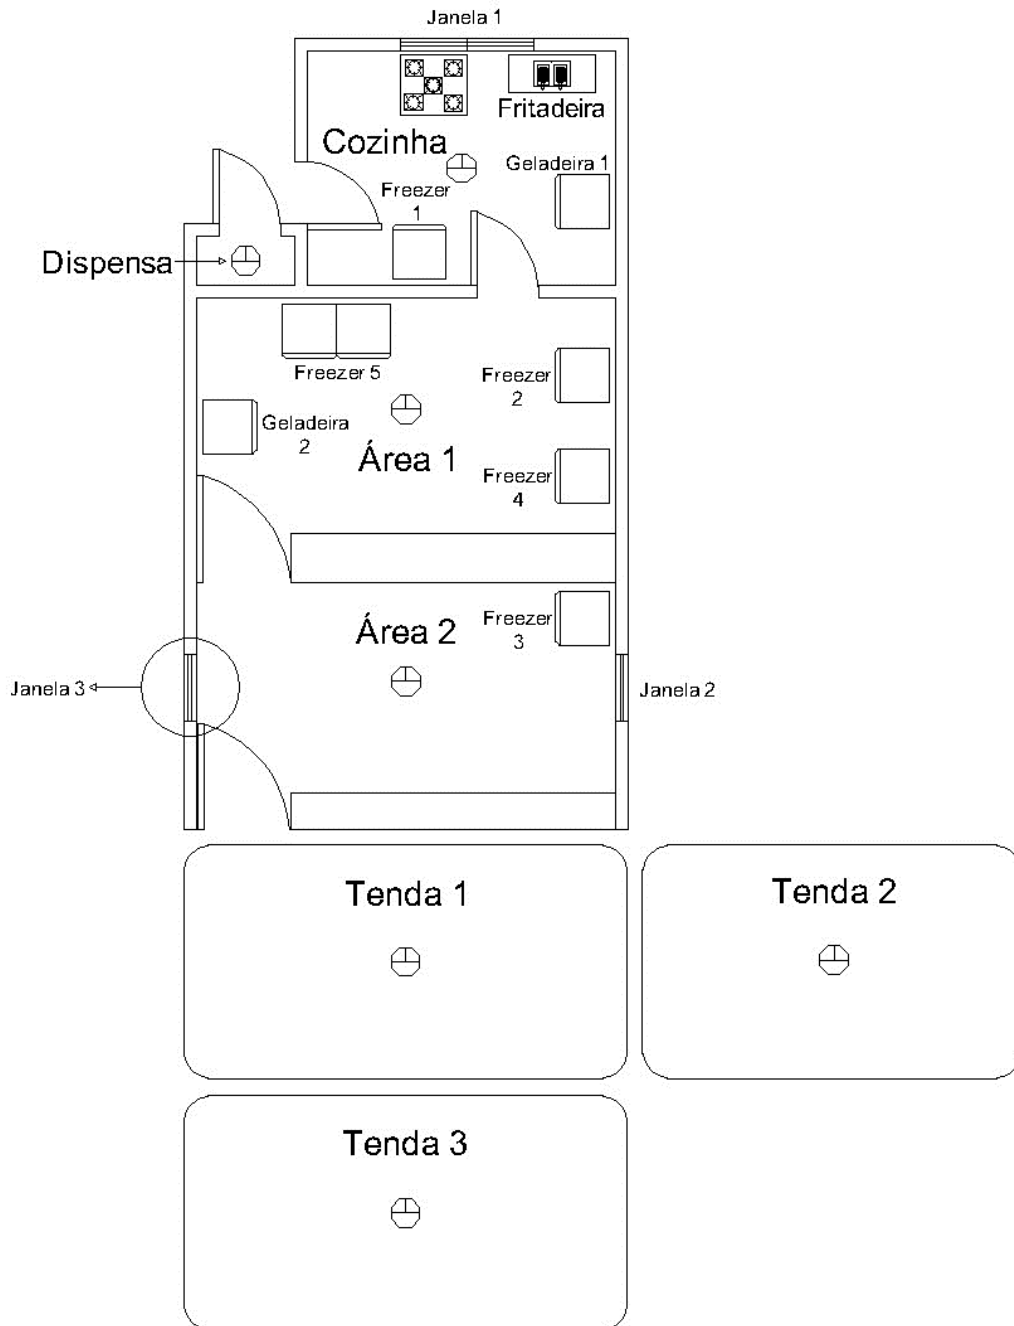 Janela 1
Fritadeira
Cozinha
Geladeira 1
Freezer
1
Dispensa
Freezer 5
Freezer
2
Geladeira
2
Área 1
Freezer
4
Área 2
Freezer
3
Janela 3
Janela 2
Tenda 1
Tenda 2
Tenda 3